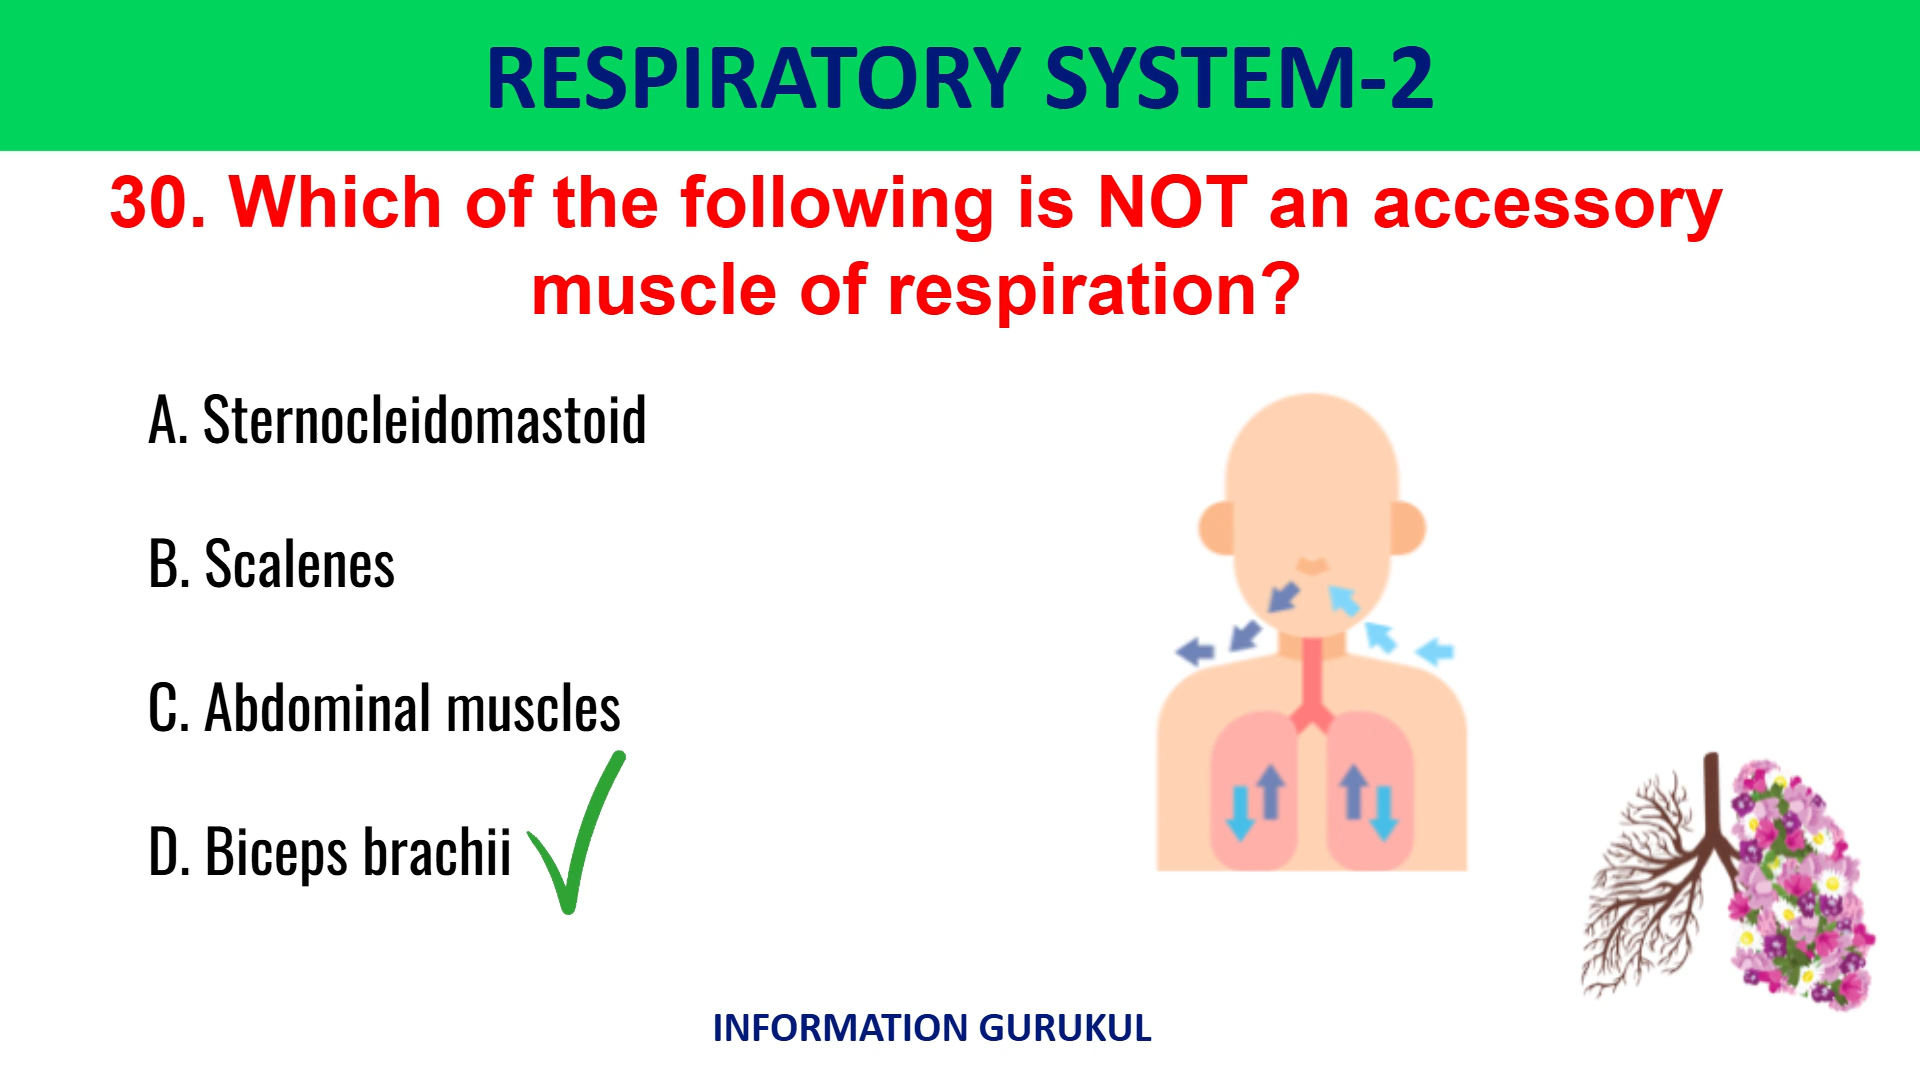 RESPIRATORY SYSTEM-2
30. Which of the following is NOT an accessory
muscle of respiration?
A. Sternocleidomastoid
B. Scalenes
C. Abdominal muscles
D. Biceps brachii
INFORMATION GURUKUL